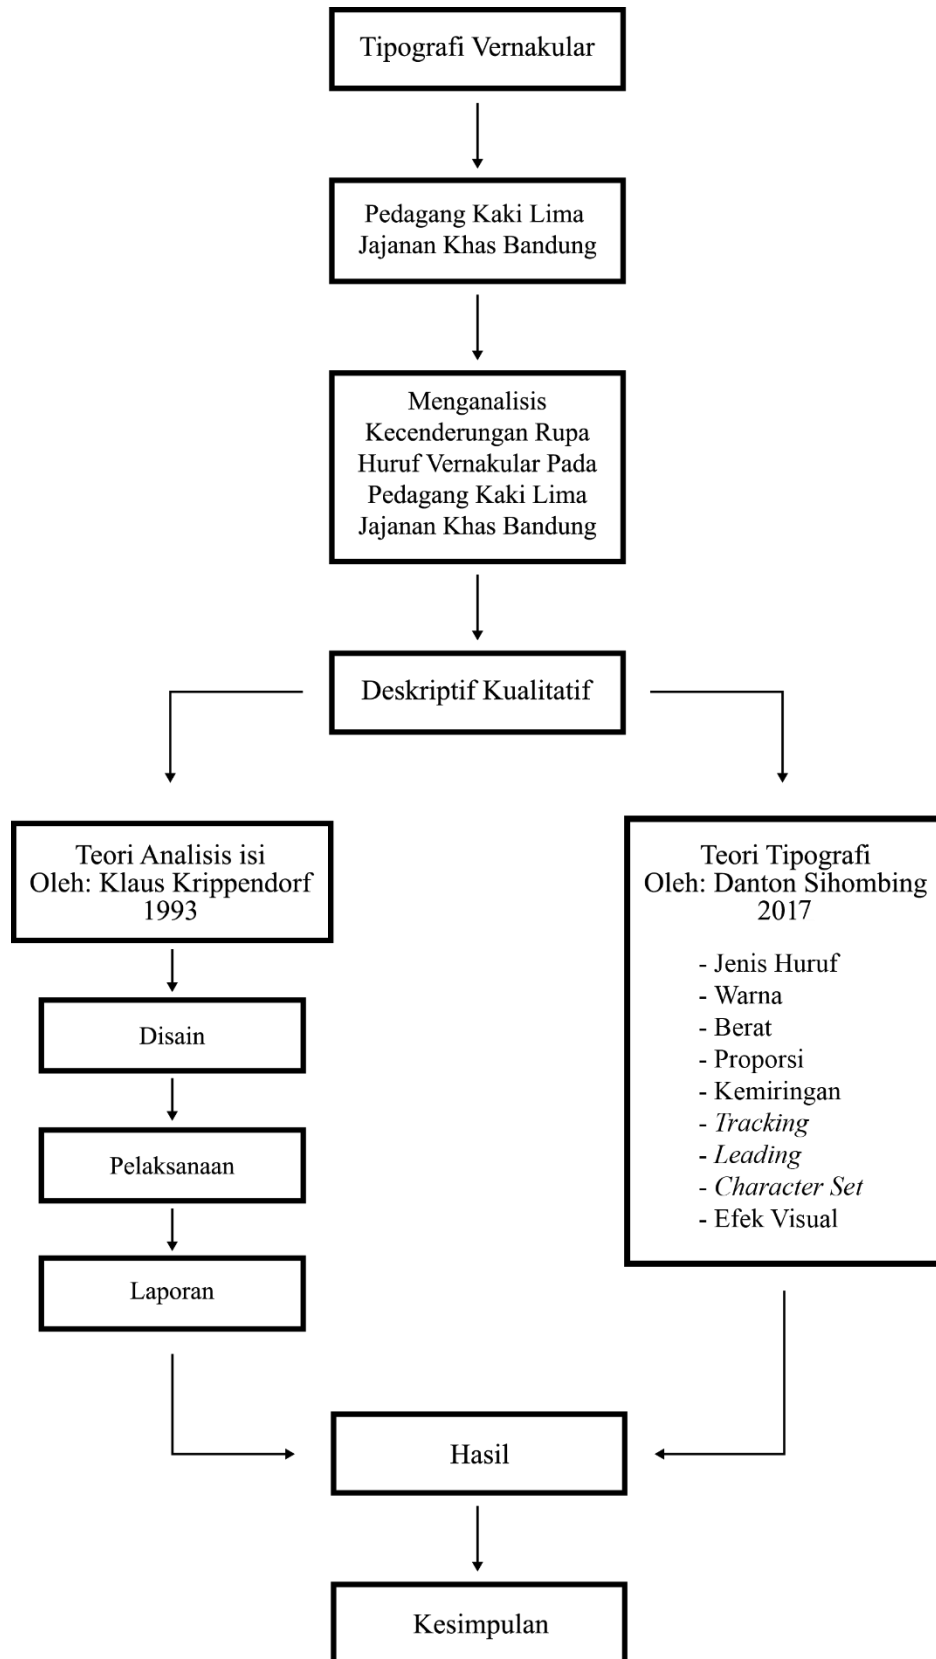 Tipografi Vernakular
Pedagang Kaki Lima
Jajanan Khas Bandung
Menganalisis
Kecenderungan Rupa
Huruf Vernakular Pada
Pedagang Kaki Lima
Jajanan Khas Bandung
Deskriptif Kualitatif
Teori Analisis isi
Oleh: Klaus Krippendorf
1993
Disain
Pelaksanaan
Laporan
Teori Tipografi
Oleh: Danton Sihombing
2017
- Jenis Huruf
- Warna
- Berat
- Proporsi
- Kemiringan
- Tracking
- Leading
- Character Set
- Efek Visual
Hasil
Kesimpulan